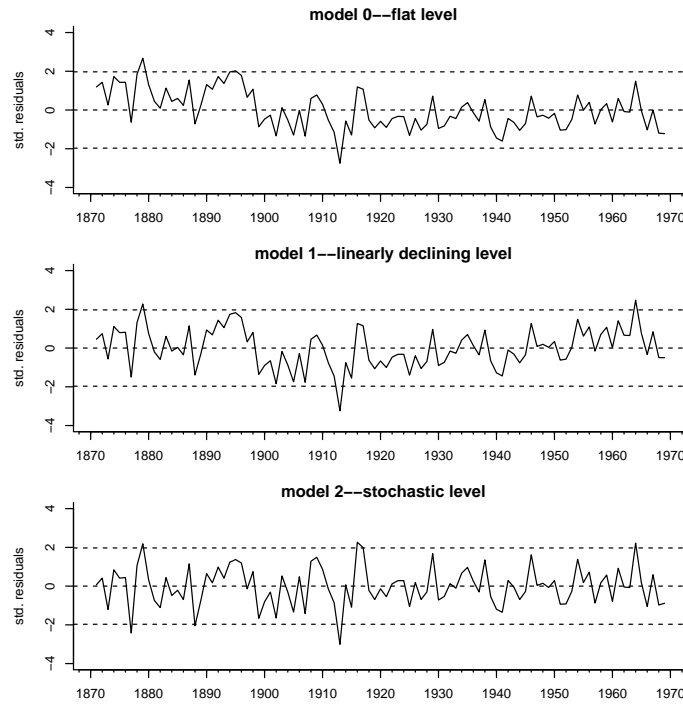 model 0−−flat level
4
2
0
−2
−4
std. residuals
1870 1880 1890 1900 1910 1920 1930 1940 1950 1960 1970
model 1−−linearly declining level
4
2
0
−2
−4
std. residuals
1870 1880 1890 1900 1910 1920 1930 1940 1950 1960 1970
model 2−−stochastic level
4
2
0
−2
−4
std. residuals
1870 1880 1890 1900 1910 1920 1930 1940 1950 1960 1970